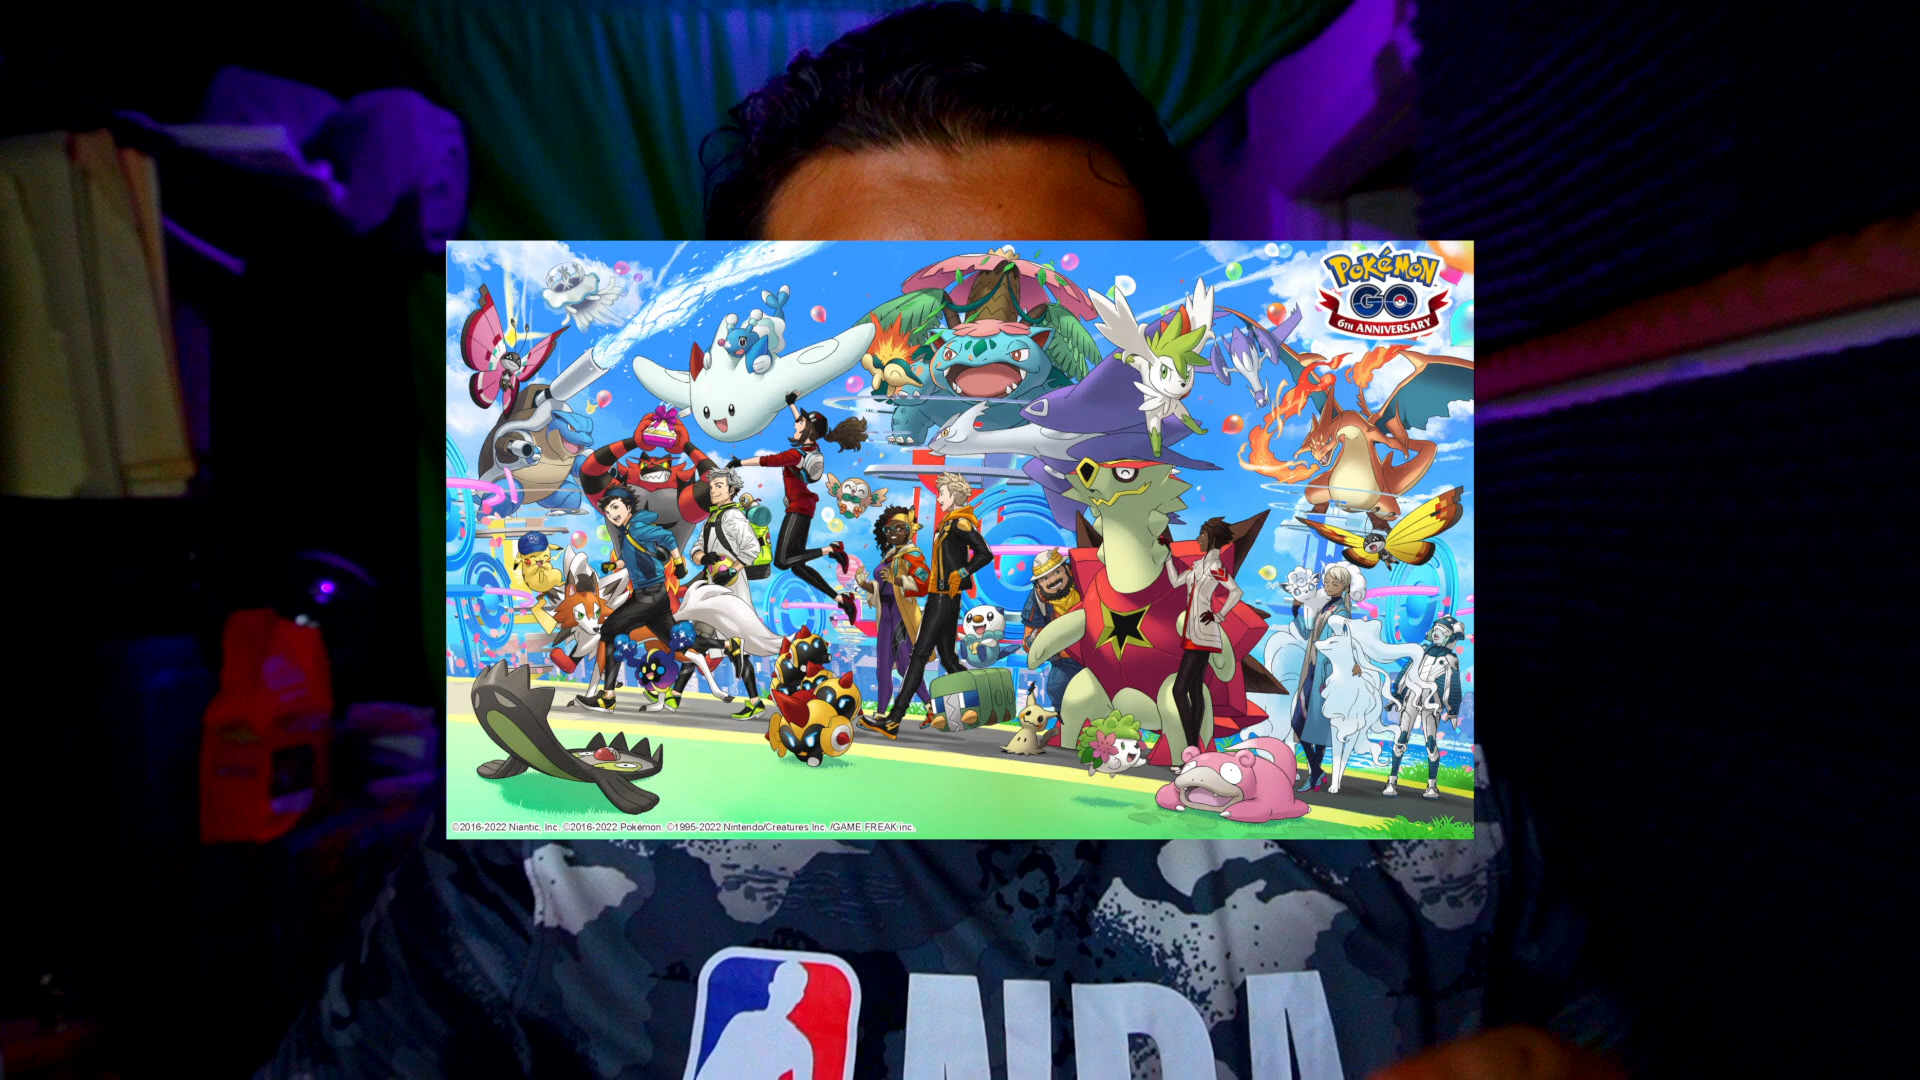 POKéMON
GO
6TH ANNIVERSARY
©2016-2022 Niantic, Inc. ©2016-2022 Pokémon. ©1995-2022 Nintendo/Creatures Inc. /GAME FREAK inc.
NBA